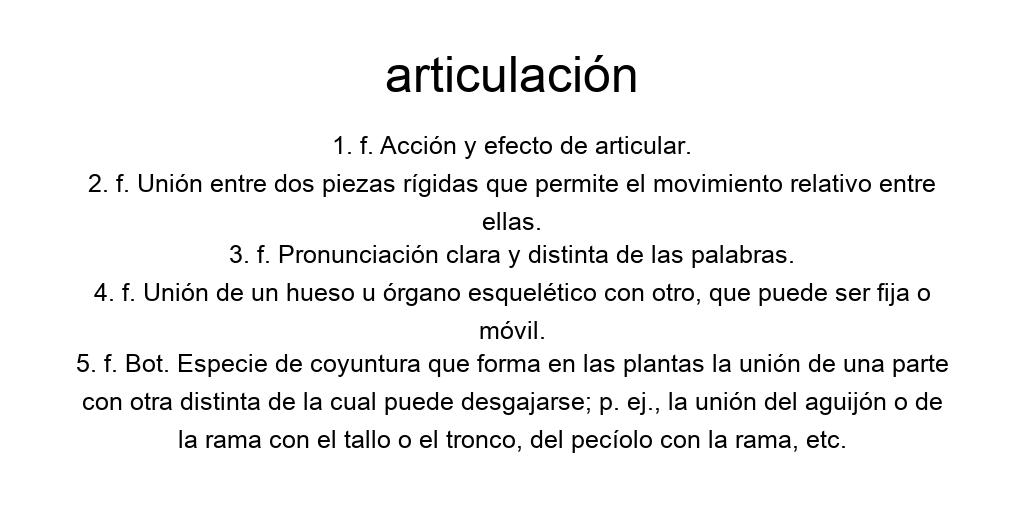 articulación
1. f. Acción y efecto de articular.
2. f. Unión entre dos piezas rígidas que permite el movimiento relativo entre
ellas.
3. f. Pronunciación clara y distinta de las palabras.
4. f. Unión de un hueso u órgano esquelético con otro, que puede ser fija o
móvil.
5. f. Bot. Especie de coyuntura que forma en las plantas la unión de una parte
con otra distinta de la cual puede desgajarse; p. ej., la unión del aguijón o de
la rama con el tallo o el tronco, del pecíolo con la rama, etc.